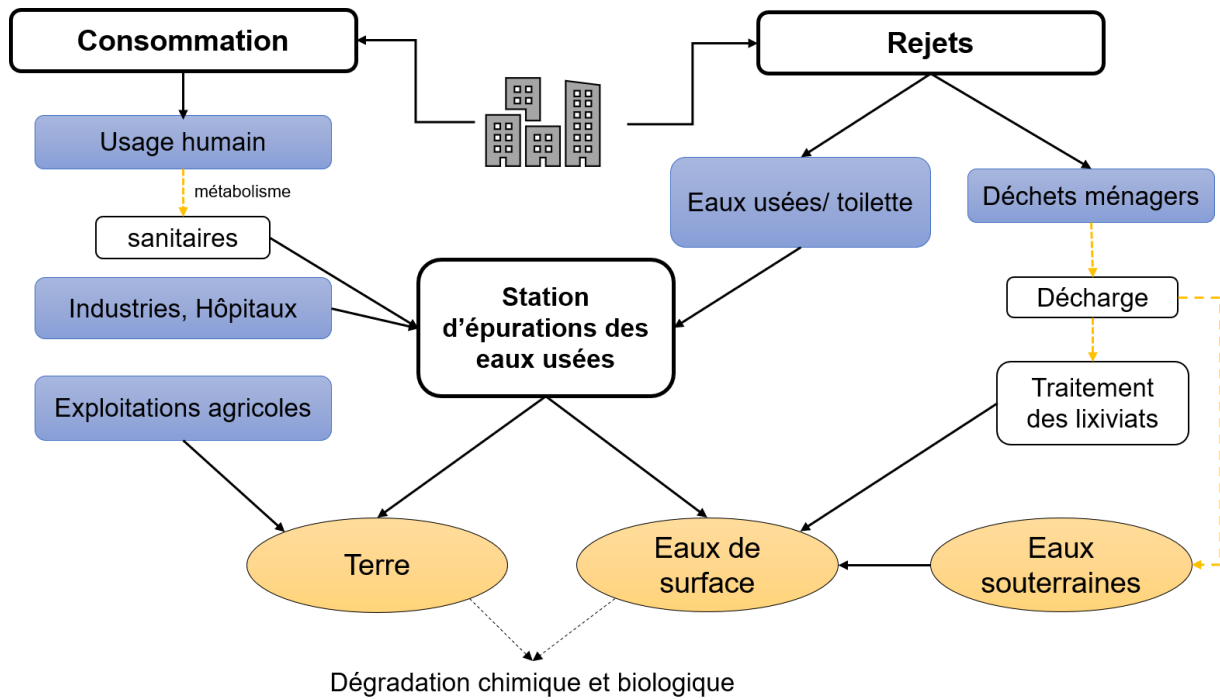 Consommation
Rejets
Usage humain
métabolisme
sanitaires
Eaux usées/ toilette
Déchets ménagers
Industries, Hôpitaux
Station
d’épurations des
eaux usées
Décharge
Exploitations agricoles
Traitement
des lixiviats
Terre
Eaux de
surface
Eaux
souterraines
Dégradation chimique et biologique